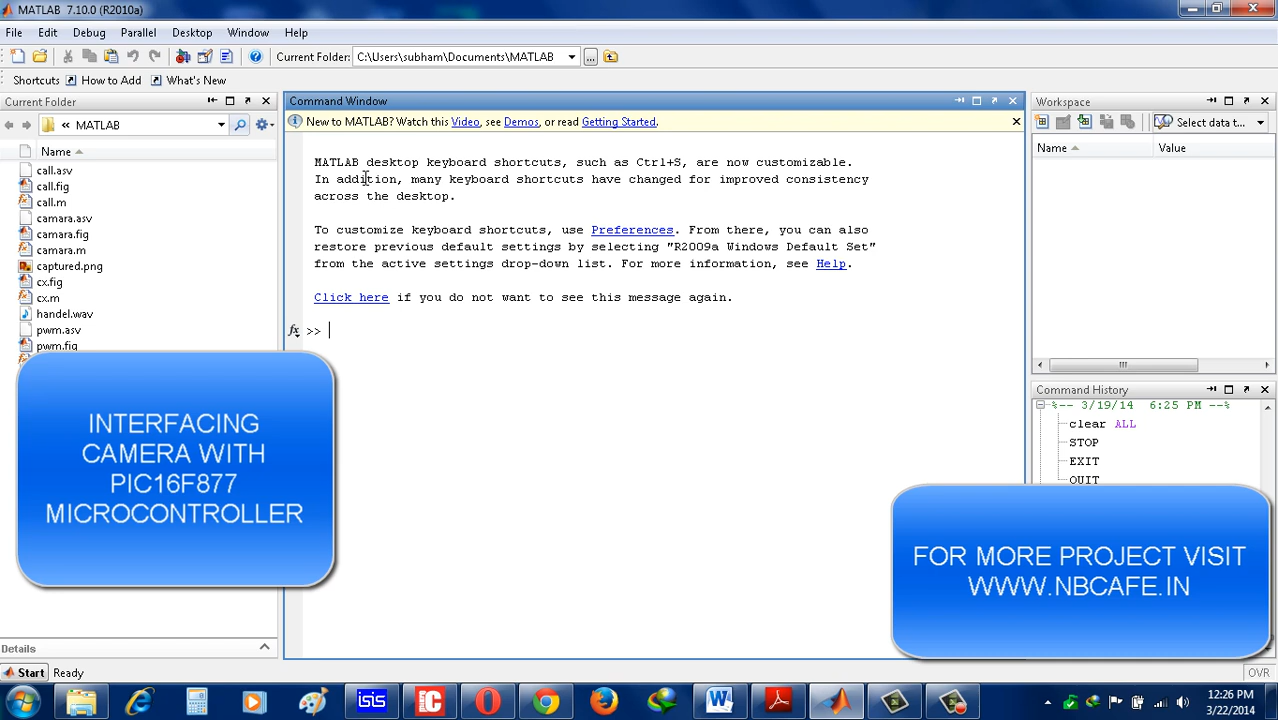 MATLAB 7.10.0 (R2010a)
File Edit Debug Parallel Desktop Window Help
Current Folder: C:\Users\subham\Documents\MATLAB
Shortcuts How to Add What's New
Current Folder
« MATLAB
Name
call.asv
call.fig
call.m
camara.asv
camara.fig
camara.m
captured.png
cx.fig
cx.m
handel.wav
pwm.asv
pwm.fig
INTERFACING
CAMERA WITH
PIC16F877
MICROCONTROLLER
Details
Command Window
New to MATLAB? Watch this Video, see Demos, or read Getting Started.
MATLAB desktop keyboard shortcuts, such as Ctrl+S, are now customizable.
In addition, many keyboard shortcuts have changed for improved consistency
across the desktop.
To customize keyboard shortcuts, use Preferences. From there, you can also
restore previous default settings by selecting "R2009a Windows Default Set"
from the active settings drop-down list. For more information, see Help.
Click here if you do not want to see this message again.
fx >>
Workspace
Select data t...
Name Value
Command History
%-- 3/19/14 6:25 PM --%
clear ALL
STOP
EXIT
QUIT
FOR MORE PROJECT VISIT
WWW.NBCAFE.IN
Start Ready
OVR
isis
C
W
12:26 PM
3/22/2014